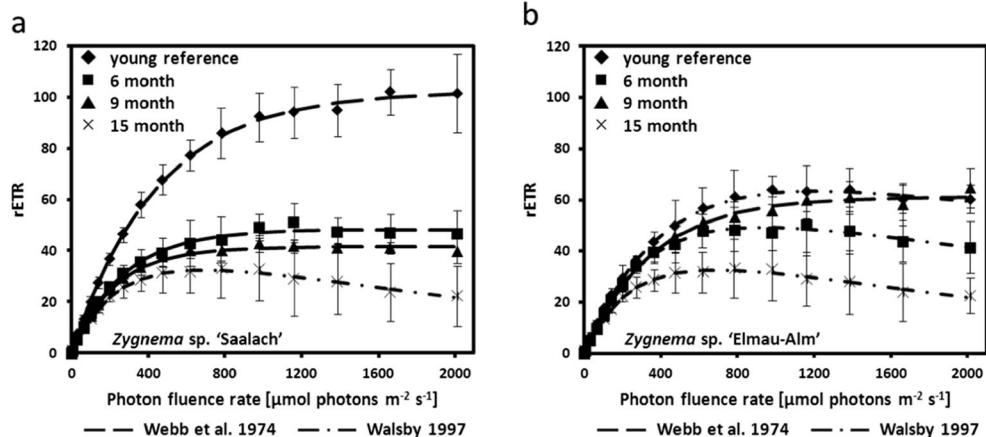 a
120
100
80
60
40
20
0
rETR
young reference
6 month
9 month
15 month
Zygnema sp. ‘Saalach’
0 400 800 1200 1600 2000
Photon fluence rate [µmol photons m⁻² s⁻¹]
b
120
100
80
60
40
20
0
rETR
young reference
6 month
9 month
15 month
Zygnema sp. ‘Elmau-Alm’
0 400 800 1200 1600 2000
Photon fluence rate [µmol photons m⁻² s⁻¹]
Webb et al. 1974 Walsby 1997
Webb et al. 1974 Walsby 1997